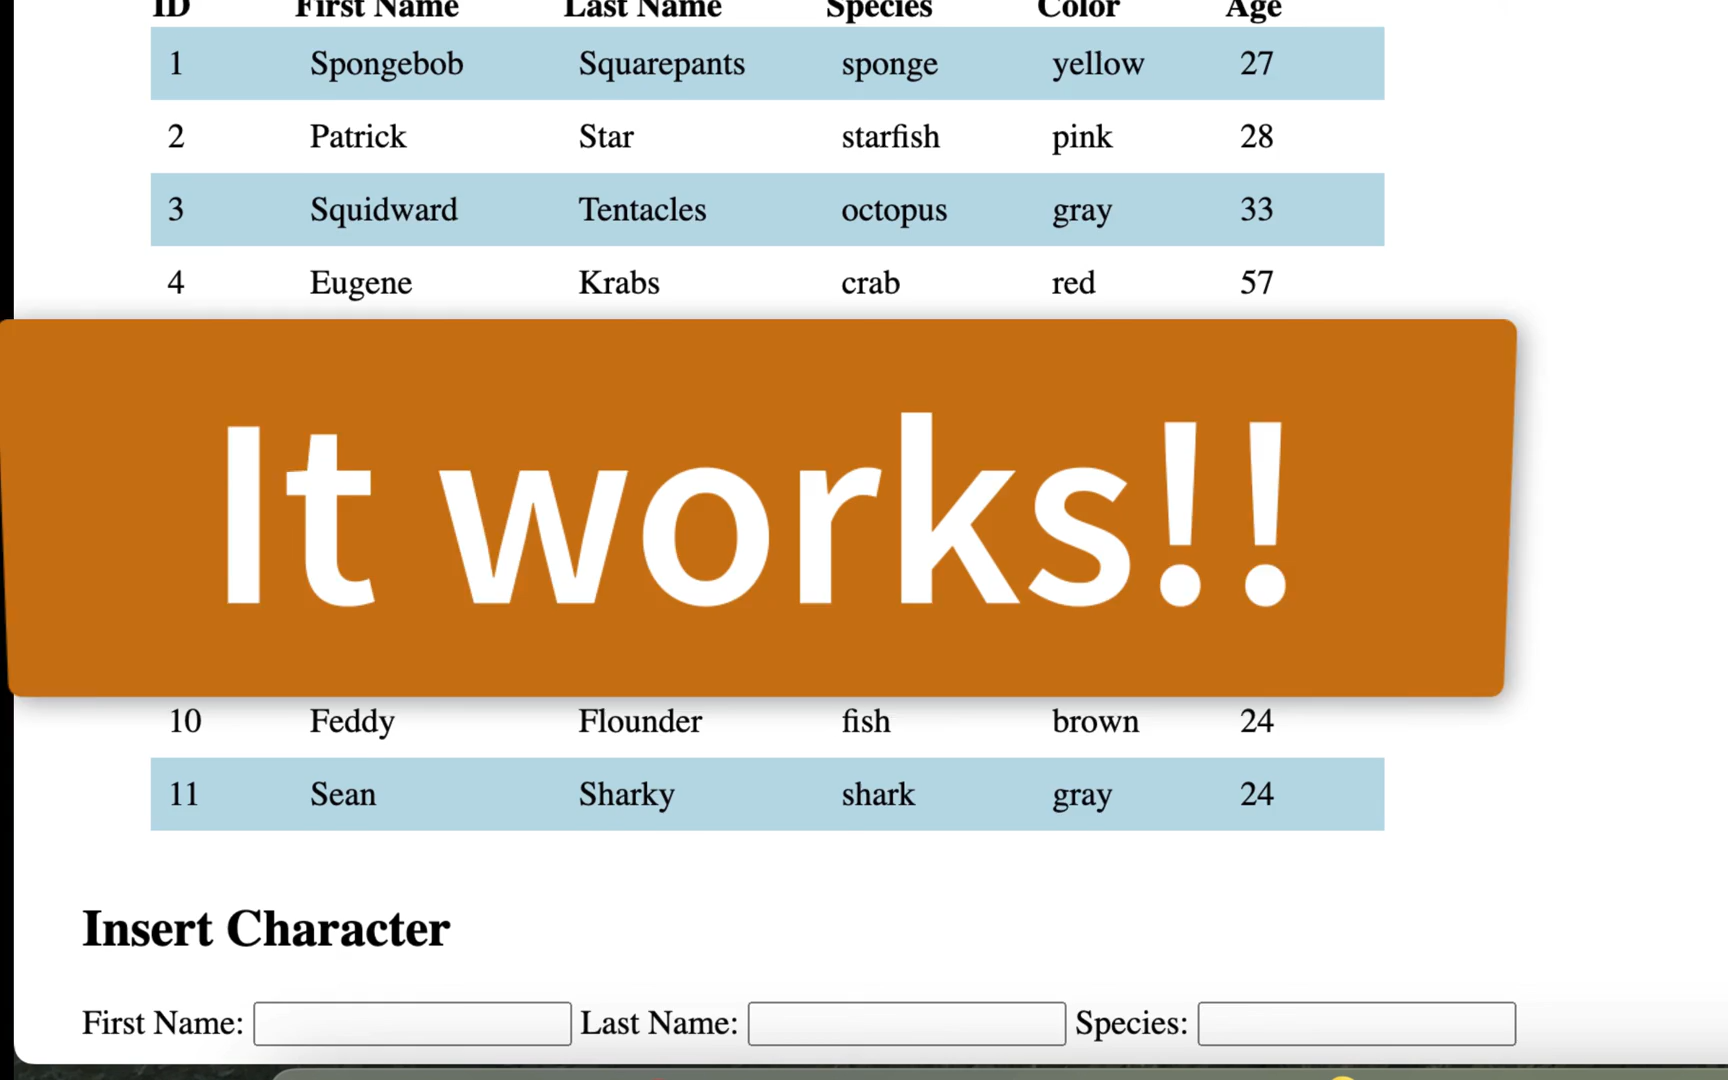 ID First Name Last Name Species Color Age
1 Spongebob Squarepants sponge yellow 27
2 Patrick Star starfish pink 28
3 Squidward Tentacles octopus gray 33
4 Eugene Krabs crab red 57
It works!!
10 Feddy Flounder fish brown 24
11 Sean Sharky shark gray 24
Insert Character
First Name: Last Name: Species: